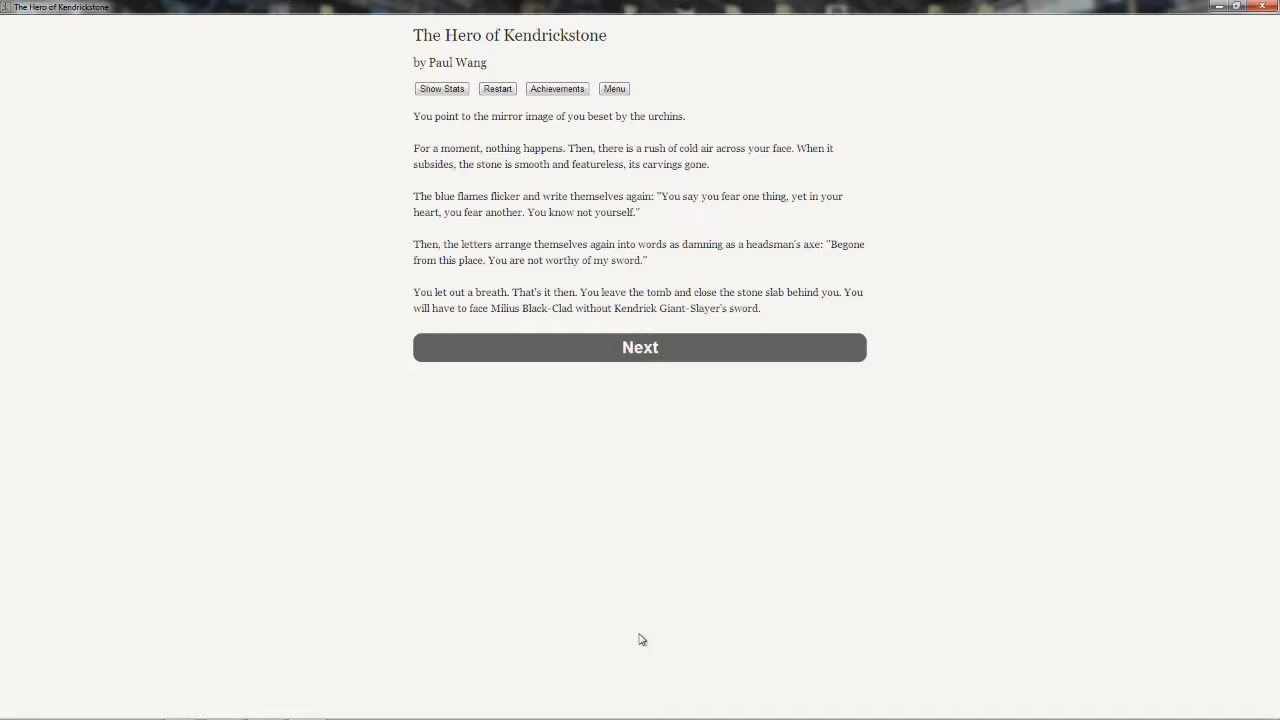 The Hero of Kendrickstone
The Hero of Kendrickstone
by Paul Wang
Show Stats Restart Achievements Menu
You point to the mirror image of you beset by the urchins.
For a moment, nothing happens. Then, there is a rush of cold air across your face. When it
subsides, the stone is smooth and featureless, its carvings gone.
The blue flames flicker and write themselves again: "You say you fear one thing, yet in your
heart, you fear another. You know not yourself."
Then, the letters arrange themselves again into words as damning as a headsman's axe: "Begone
from this place. You are not worthy of my sword."
You let out a breath. That's it then. You leave the tomb and close the stone slab behind you. You
will have to face Milius Black-Clad without Kendrick Giant-Slayer's sword.
Next